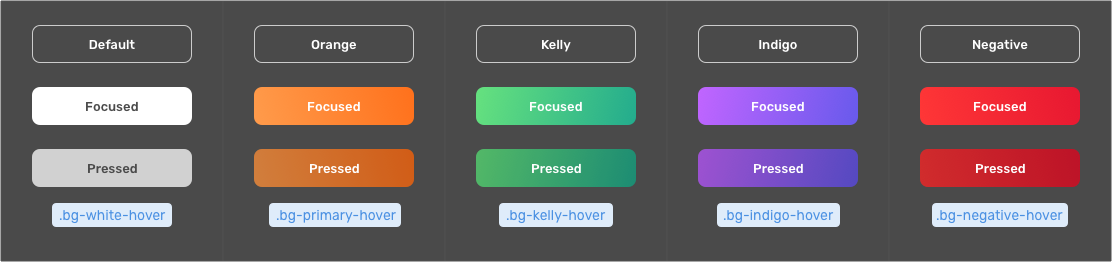 Default Orange Kelly Indigo Negative
Focused Focused Focused Focused Focused
Pressed Pressed Pressed Pressed Pressed
.bg-white-hover .bg-primary-hover .bg-kelly-hover .bg-indigo-hover .bg-negative-hover